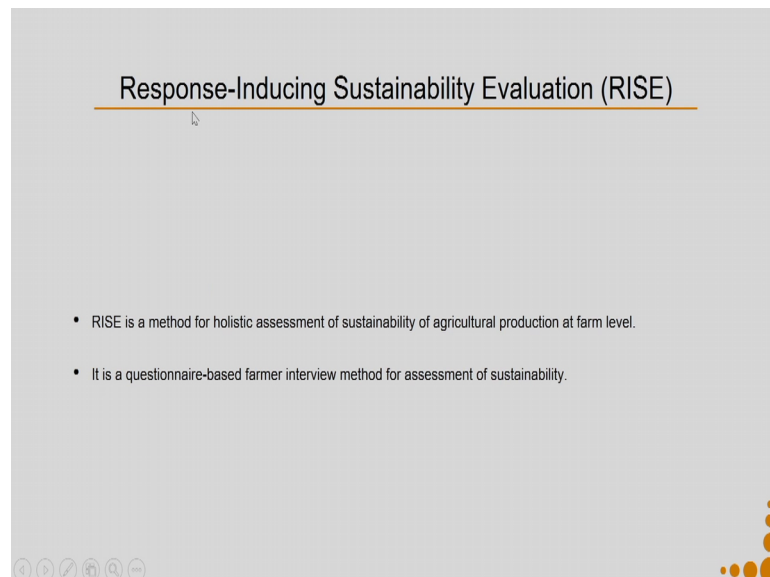 Response-Inducing Sustainability Evaluation (RISE)
• RISE is a method for holistic assessment of sustainability of agricultural production at farm level.
• It is a questionnaire-based farmer interview method for assessment of sustainability.